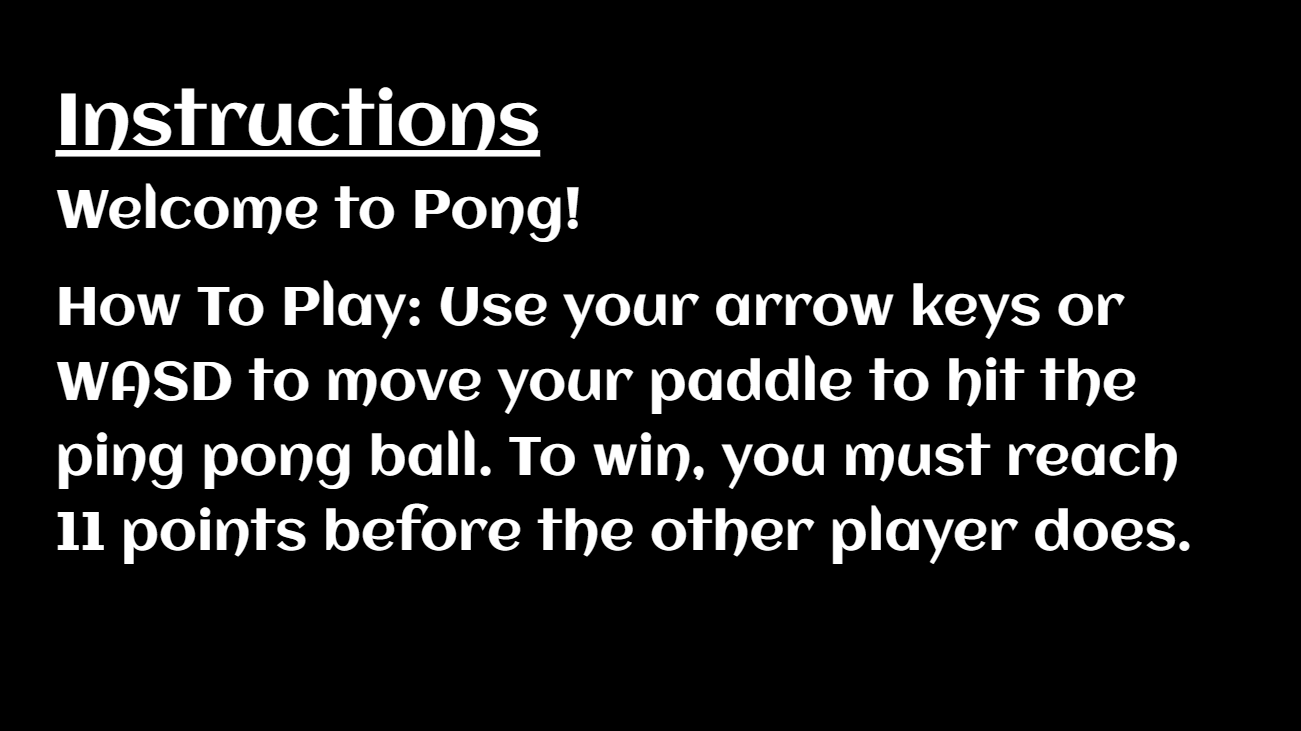 Instructions
Welcome to Pong!
How To Play: Use your arrow keys or
WASD to move your paddle to hit the
ping pong ball. To win, you must reach
11 points before the other player does.